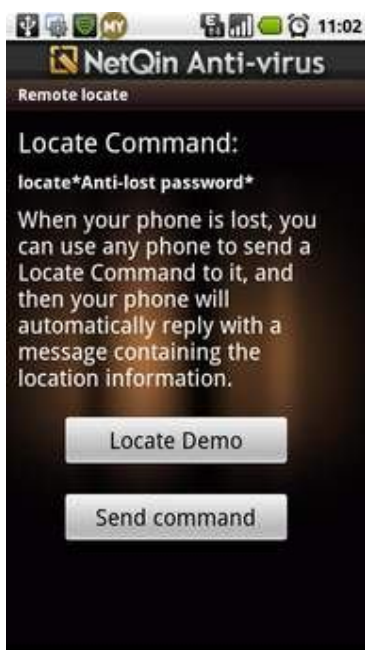 MY
11:02
NetQin Anti-virus
Remote locate
Locate Command:
locate*Anti-lost password*
When your phone is lost, you
can use any phone to send a
Locate Command to it, and
then your phone will
automatically reply with a
message containing the
location information.
Locate Demo
Send command